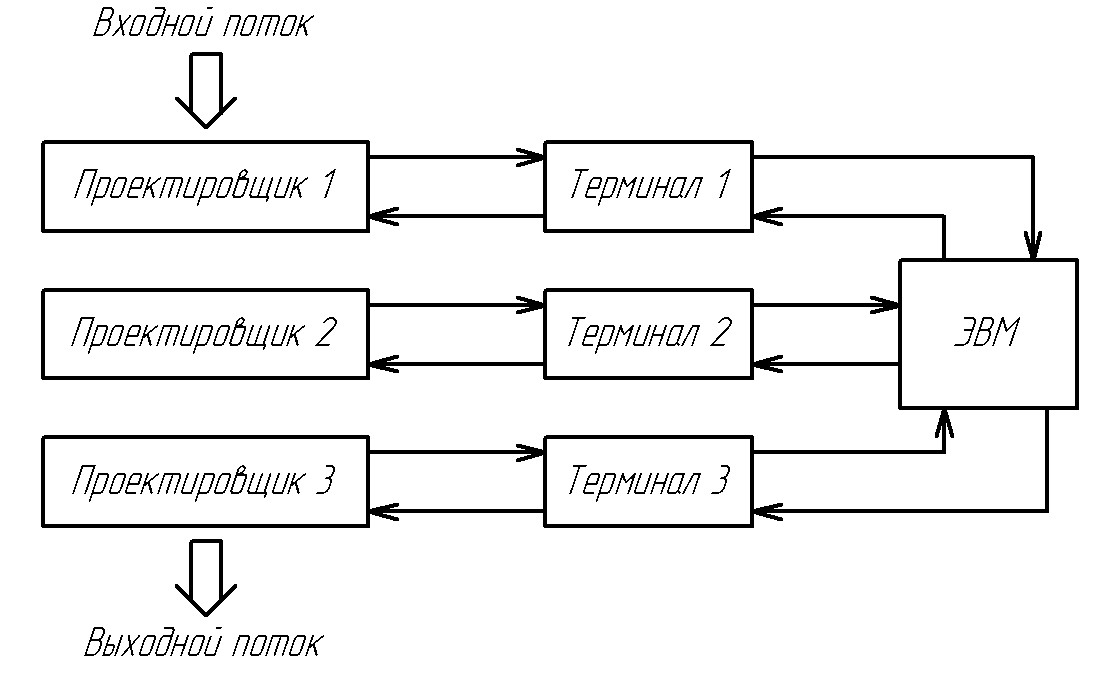 Входной поток
Проектировщик 1
Терминал 1
Проектировщик 2
Терминал 2
ЭВМ
Проектировщик 3
Терминал 3
Выходной поток